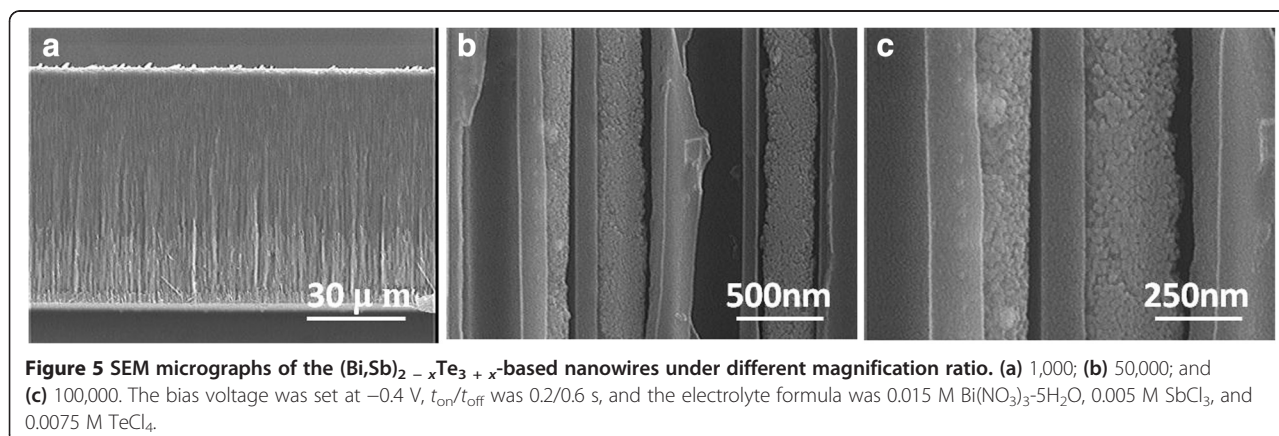 a
b
c
30 μ m
500nm
250nm
Figure 5 SEM micrographs of the (Bi,Sb)₂ ₋ ₓTe₃ ₊ ₓ-based nanowires under different magnification ratio. (a) 1,000; (b) 50,000; and
(c) 100,000. The bias voltage was set at −0.4 V, t_on/t_off was 0.2/0.6 s, and the electrolyte formula was 0.015 M Bi(NO₃)₃-5H₂O, 0.005 M SbCl₃, and
0.0075 M TeCl₄.